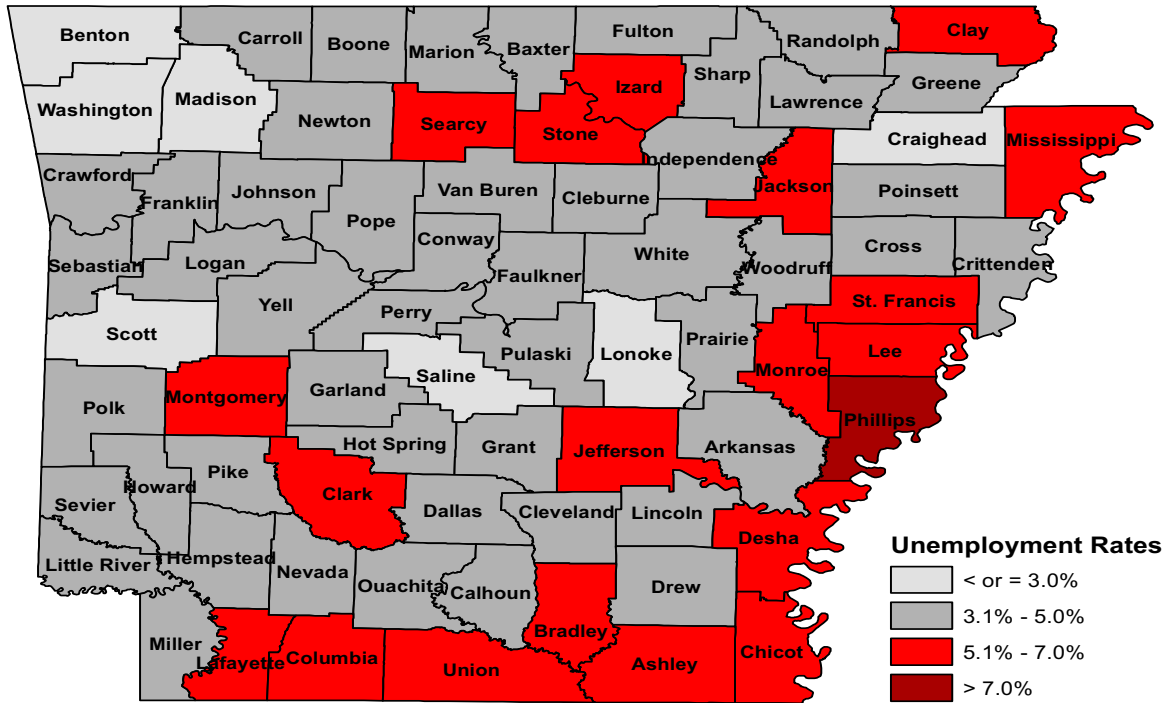 Benton
Carroll
Boone
Marion
Baxter
Fulton
Randolph
Clay
Washington
Madison
Newton
Searcy
Stone
Izard
Sharp
Lawrence
Greene
Craighead
Mississippi
Crawford
Franklin
Johnson
Pope
Van Buren
Cleburne
Independence
Jackson
Poinsett
Sebastian
Logan
Conway
Faulkner
White
Woodruff
Cross
Crittenden
Scott
Yell
Perry
Pulaski
Lonoke
Prairie
St. Francis
Lee
Monroe
Phillips
Polk
Montgomery
Garland
Saline
Hot Spring
Grant
Jefferson
Arkansas
Sevier
Howard
Pike
Clark
Dallas
Cleveland
Lincoln
Desha
Little River
Hempstead
Nevada
Ouachita
Calhoun
Bradley
Drew
Miller
Lafayette
Columbia
Union
Ashley
Chicot
Unemployment Rates
< or = 3.0%
3.1% - 5.0%
5.1% - 7.0%
> 7.0%